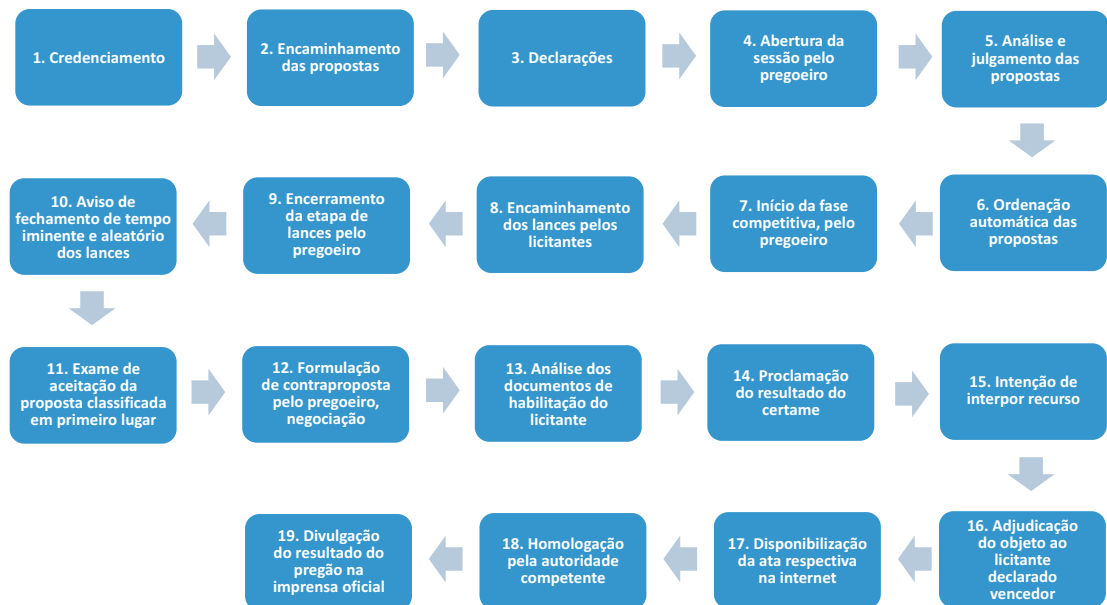 1. Credenciamento
2. Encaminhamento
das propostas
3. Declarações
4. Abertura da
sessão pelo
pregoeiro
5. Análise e
julgamento das
propostas
6. Ordenação
automática das
propostas
7. Início da fase
competitiva, pelo
pregoeiro
8. Encaminhamento
dos lances pelos
licitantes
9. Encerramento
da etapa de
lances pelo
pregoeiro
10. Aviso de
fechamento de tempo
iminente e aleatório
dos lances
11. Exame de
aceitação da
proposta classificada
em primeiro lugar
12. Formulação
de contraproposta
pelo pregoeiro,
negociação
13. Análise dos
documentos de
habilitação do
licitante
14. Proclamação
do resultado do
certame
15. Intenção de
interpor recurso
16. Adjudicação
do objeto ao
licitante
declarado
vencedor
17. Disponibilização
da ata respectiva
na internet
18. Homologação
pela autoridade
competente
19. Divulgação
do resultado do
pregão na
imprensa oficial